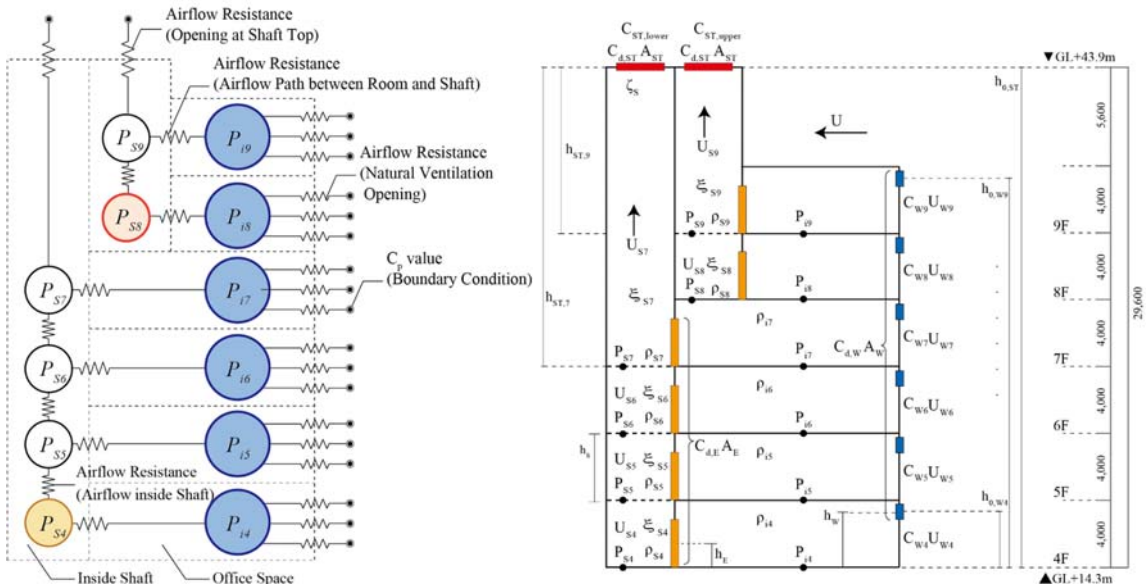 Airflow Resistance
(Opening at Shaft Top)
Airflow Resistance
(Airflow Path between Room and Shaft)
P_S9
P_i9
Airflow Resistance
(Natural Ventilation
Opening)
P_S8
P_i8
C_p value
(Boundary Condition)
P_S7
P_i7
P_S6
P_i6
P_S5
P_i5
Airflow Resistance
(Airflow inside Shaft)
P_S4
P_i4
Inside Shaft
Office Space
C_ST,lower
C_ST,upper
C_d,ST A_ST
C_d,ST A_ST
▼GL+43.9m
ζ_S
h_0,ST
5,600
U
U_S9
h_ST,9
h_0,W9
ξ_S9
C_W9 U_W9
4,000
P_S9 ρ_S9
P_i9
9F
U_S7
U_S8 ξ_S8
C_W8 U_W8
4,000
P_S8 ρ_S8
P_i8
8F
29,600
ξ_S7
h_ST,7
ρ_i7
C_d,W A_W
C_W7 U_W7
4,000
P_S7 ρ_S7
P_i7
7F
U_S6 ξ_S6
ρ_i6
C_W6 U_W6
4,000
P_S6 ρ_S6
P_i6
6F
C_d,E A_E
h_s
U_S5 ξ_S5
ρ_i5
C_W5 U_W5
4,000
P_S5 ρ_S5
P_i5
5F
h_0,W4
U_S4 ξ_S4
ρ_i4
h_W
C_W4 U_W4
4,000
P_S4 ρ_S4
h_E
P_i4
4F
▲GL+14.3m